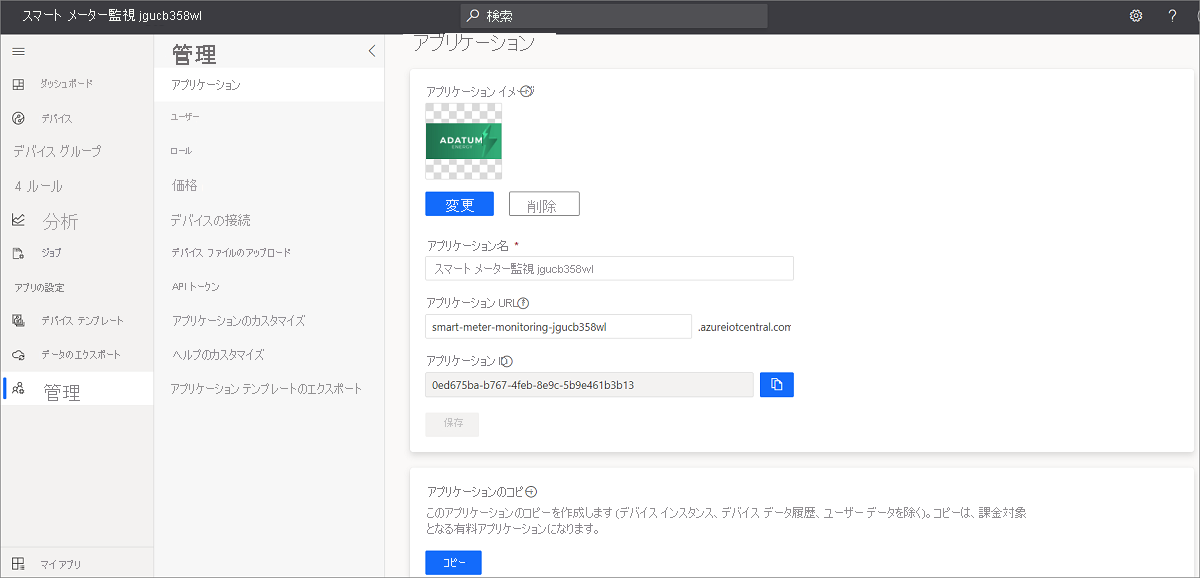 スマート メーター監視 jgucb358wl
検索
?
ダッシュボード
デバイス
デバイス グループ
4 ルール
分析
ジョブ
アプリの設定
デバイス テンプレート
データのエクスポート
管理
マイ アプリ
管理
アプリケーション
ユーザー
ロール
価格
デバイスの接続
デバイス ファイルのアップロード
API トークン
アプリケーションのカスタマイズ
ヘルプのカスタマイズ
アプリケーション テンプレートのエクスポート
アプリケーション
アプリケーション イメージ
ADATUM
ENERGY
変更
削除
アプリケーション名 *
スマート メーター監視 jgucb358wl
アプリケーション URL
smart-meter-monitoring-jgucb358wl
.azureiotcentral.com
アプリケーション ID
0ed675ba-b767-4feb-8e9c-5b9e461b3b13
保存
アプリケーションのコピー
このアプリケーションのコピーを作成します (デバイス インスタンス、デバイス データ履歴、ユーザー データを除く)。コピーは、課金対象
となる有料アプリケーションになります。
コピー